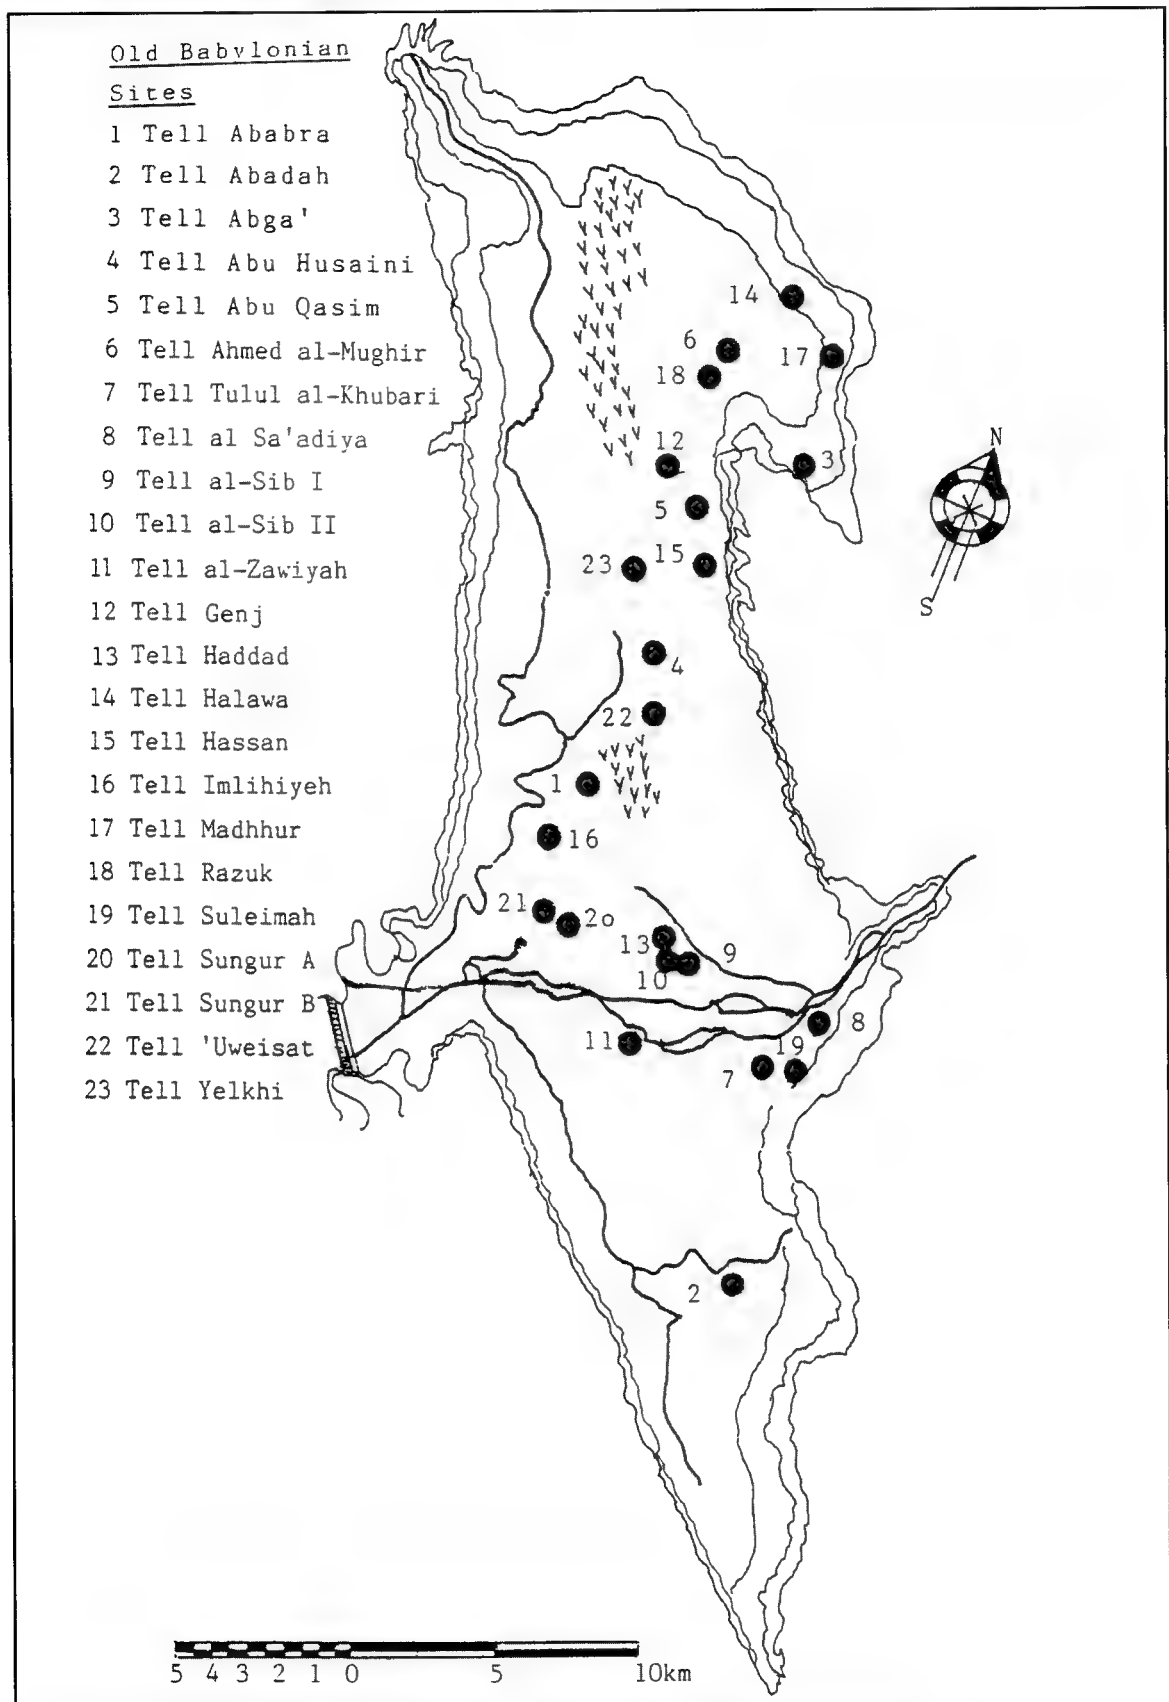 Old Babylonian
Sites
1 Tell Ababra
2 Tell Abadah
3 Tell Abga'
4 Tell Abu Husaini
5 Tell Abu Qasim
6 Tell Ahmed al-Mughir
7 Tell Tulul al-Khubari
8 Tell al Sa'adiya
9 Tell al-Sib I
10 Tell al-Sib II
11 Tell al-Zawiyah
12 Tell Genj
13 Tell Haddad
14 Tell Halawa
15 Tell Hassan
16 Tell Imlihiyeh
17 Tell Madhhur
18 Tell Razuk
19 Tell Suleimah
20 Tell Sungur A
21 Tell Sungur B
22 Tell 'Uweisat
23 Tell Yelkhi
14
6
17
18
12
3
N
5
15
23
S
4
22
1
16
21
20
13
9
10
8
11
19
7
2
5 4 3 2 1 0 5 10km